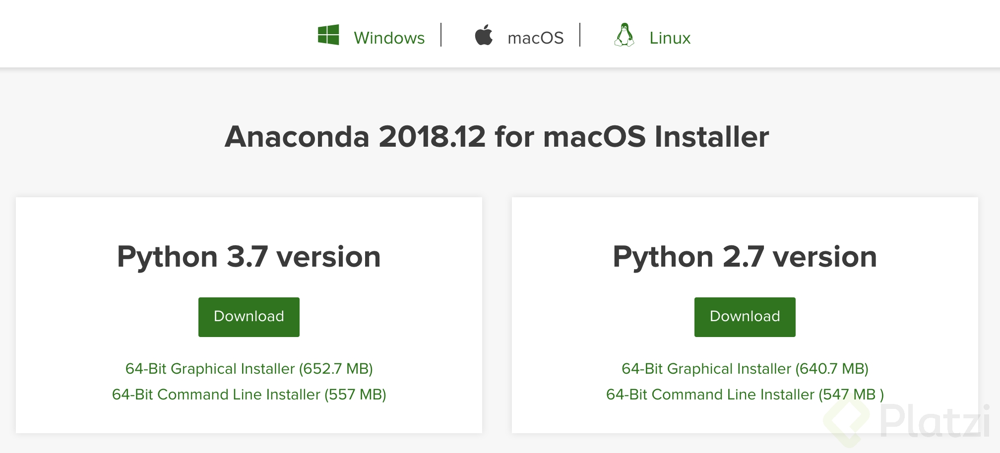 Windows | macOS | Linux
Anaconda 2018.12 for macOS Installer
Python 3.7 version
Download
64-Bit Graphical Installer (652.7 MB)
64-Bit Command Line Installer (557 MB)
Python 2.7 version
Download
64-Bit Graphical Installer (640.7 MB)
64-Bit Command Line Installer (547 MB )
Platzi